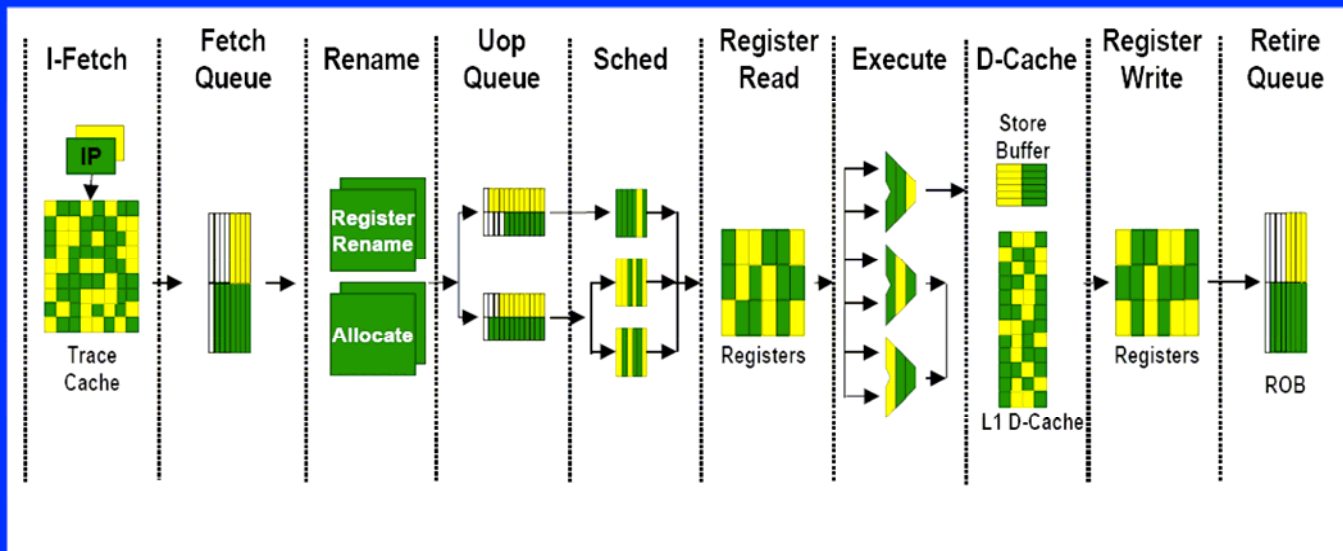 I-Fetch
Fetch
Queue
Rename
Uop
Queue
Sched
Register
Read
Execute
D-Cache
Register
Write
Retire
Queue
IP
Trace
Cache
Register
Rename
Allocate
Registers
Store
Buffer
L1 D-Cache
Registers
ROB